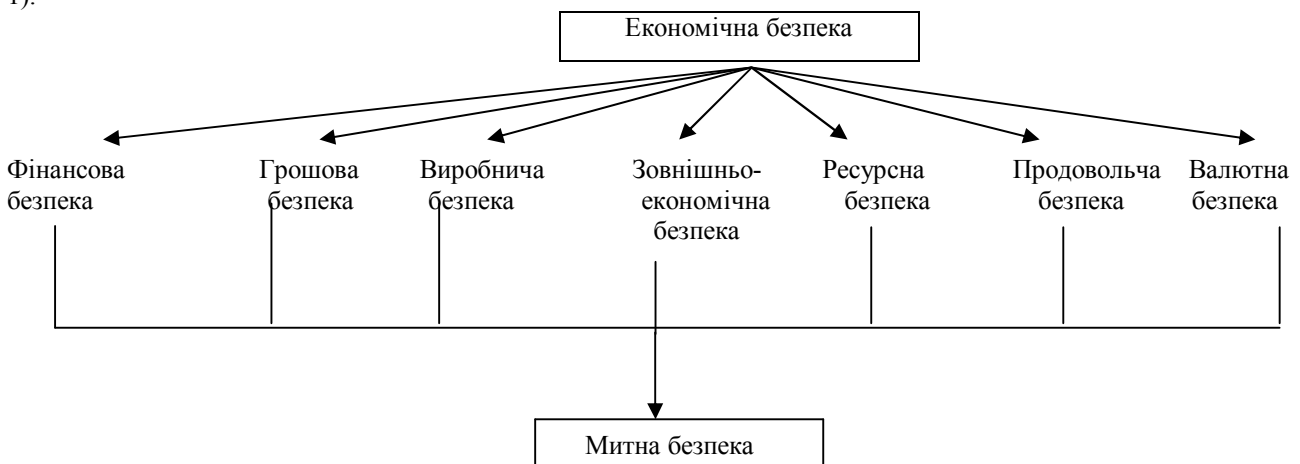 1).
Економічна безпека
Фінансова Грошова Виробнича Зовнішньо- Ресурсна Продовольча Валютна
безпека безпека безпека економічна безпека безпека безпека
безпека
Митна безпека